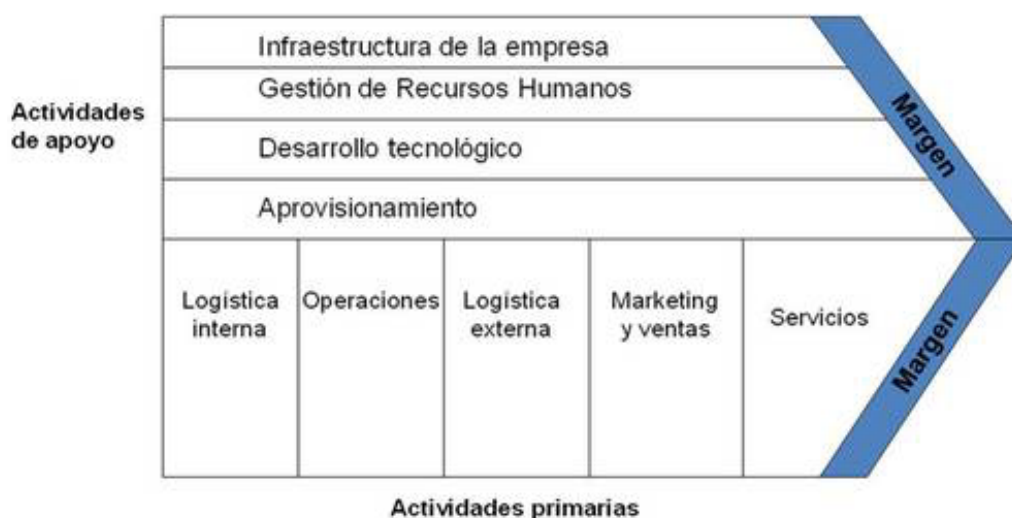 Infraestructura de la empresa
Gestión de Recursos Humanos
Actividades
de apoyo
Desarrollo tecnológico
Aprovisionamiento
Margen
Logística
interna
Operaciones
Logística
externa
Marketing
y ventas
Servicios
Margen
Actividades primarias